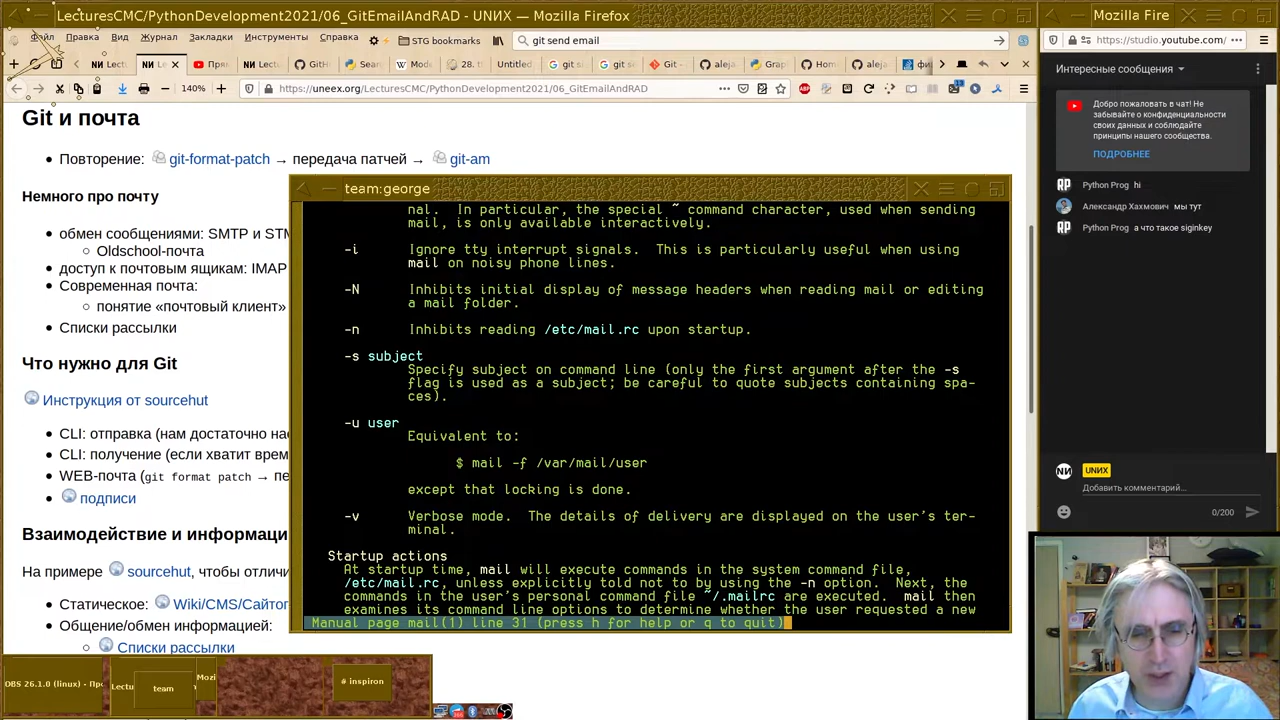 LecturesCMC/PythonDevelopment2021/06_GitEmailAndRAD - UNИX — Mozilla Firefox
Файл Правка Вид Журнал Закладки Инструменты Справка
STG bookmarks
git send email
140%
https://uneex.org/LecturesCMC/PythonDevelopment2021/06_GitEmailAndRAD
Git и почта
Повторение: git-format-patch → передача патчей → git-am
Немного про почту
обмен сообщениями: SMTP и STM
Oldschool-почта
доступ к почтовым ящикам: IMAP
Современная почта:
понятие «почтовый клиент»
Списки рассылки
Что нужно для Git
Инструкция от sourcehut
CLI: отправка (нам достаточно нас
CLI: получение (если хватит врем
WEB-почта (git format patch → пе
подписи
Взаимодействие и информаци
На примере sourcehut, чтобы отличи
Статическое: Wiki/CMS/Сайтог
Общение/обмен информацией:
Списки рассылки
team:george
nal. In particular, the special ~ command character, used when sending
mail, is only available interactively.
-i Ignore tty interrupt signals. This is particularly useful when using
mail on noisy phone lines.
-N Inhibits initial display of message headers when reading mail or editing
a mail folder.
-n Inhibits reading /etc/mail.rc upon startup.
-s subject
Specify subject on command line (only the first argument after the -s
flag is used as a subject; be careful to quote subjects containing spa-
ces).
-u user
Equivalent to:
$ mail -f /var/mail/user
except that locking is done.
-v Verbose mode. The details of delivery are displayed on the user's ter-
minal.
Startup actions
At startup time, mail will execute commands in the system command file,
/etc/mail.rc, unless explicitly told not to by using the -n option. Next, the
commands in the user's personal command file ~/.mailrc are executed. mail then
examines its command line options to determine whether the user requested a new
Manual page mail(1) line 31 (press h for help or q to quit)
OBS 26.1.0 (linux) - Пр
Lectu
team
Mozi
# inspiron
Mozilla Fire
https://studio.youtube.com/
Интересные сообщения
Добро пожаловать в чат! Не
забывайте о конфиденциальности
своих данных и соблюдайте
принципы нашего сообщества.
ПОДРОБНЕЕ
Python Prog hi
Александр Хахмович мы тут
Python Prog а что такое siginkey
UNИX
Добавить комментарий...
0/200